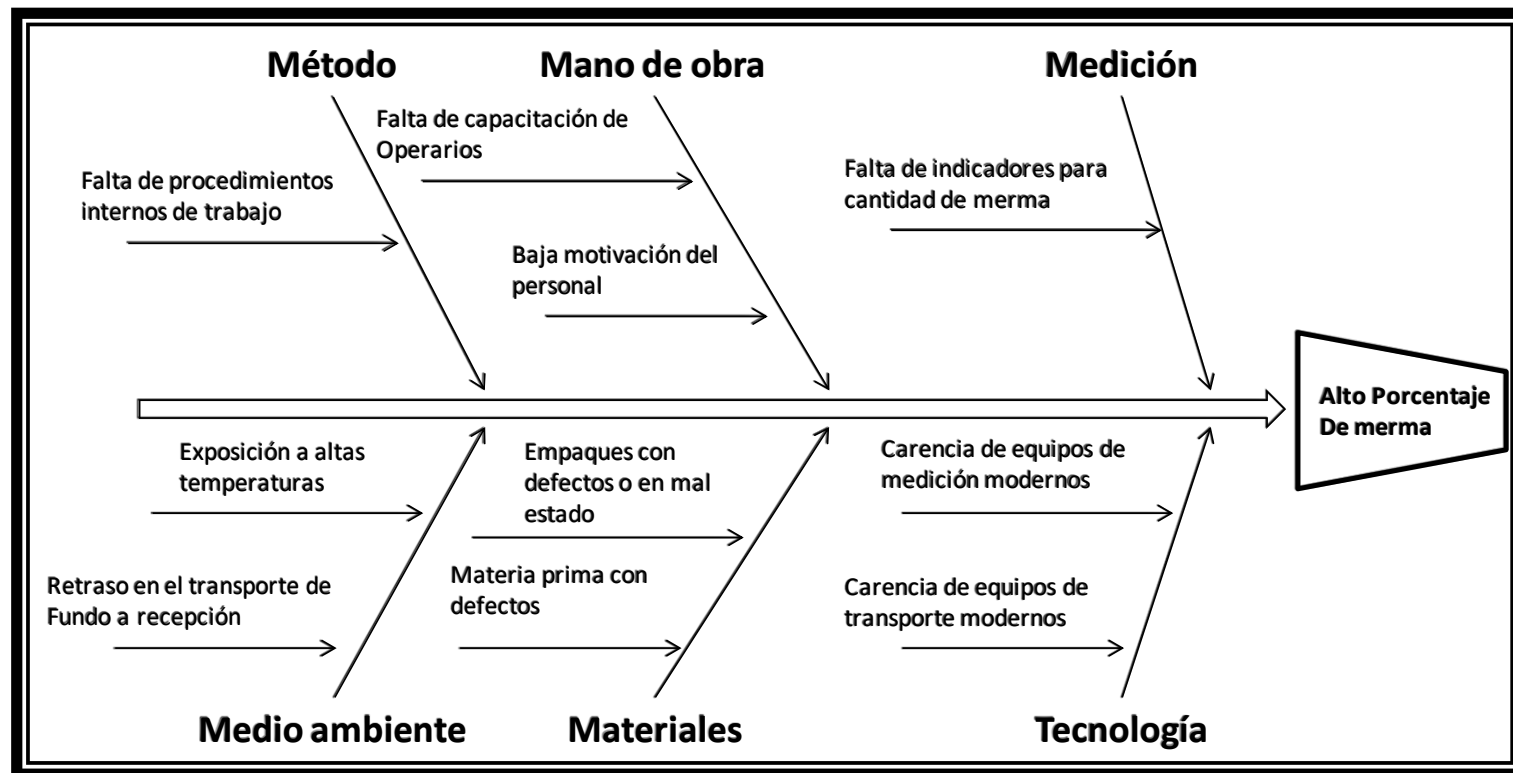 Método
Mano de obra
Medición
Falta de capacitación de
Operarios
Falta de procedimientos
internos de trabajo
Falta de indicadores para
cantidad de merma
Baja motivación del
personal
Alto Porcentaje
De merma
Exposición a altas
temperaturas
Empaques con
defectos o en mal
estado
Carencia de equipos de
medición modernos
Retraso en el transporte de
Fundo a recepción
Materia prima con
defectos
Carencia de equipos de
transporte modernos
Medio ambiente
Materiales
Tecnología